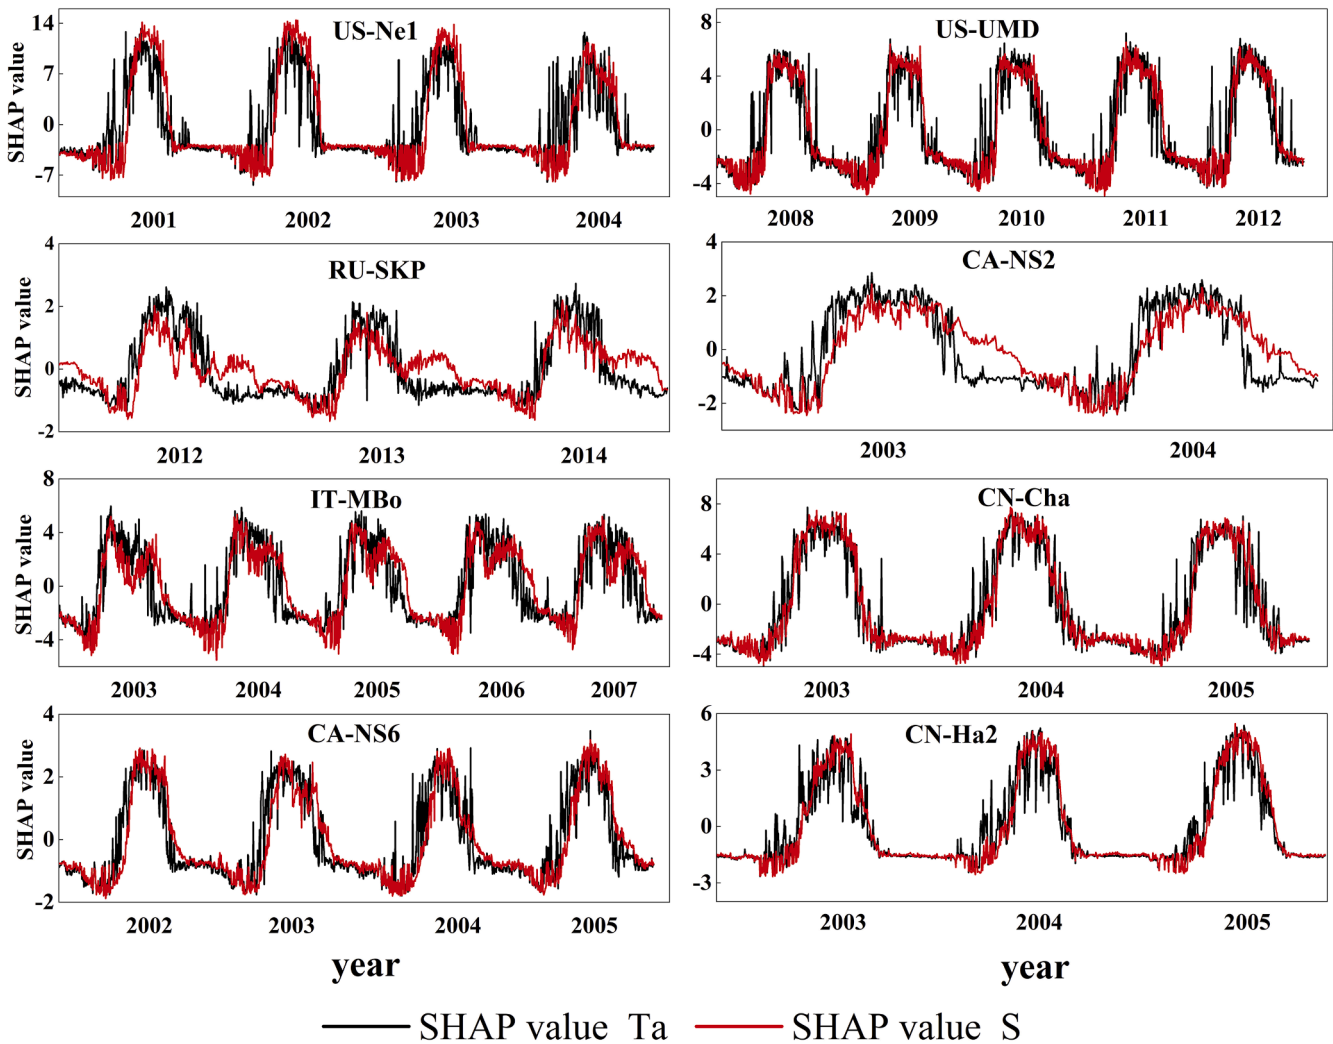 US-Ne1
SHAP value
14
7
0
-7
2001 2002 2003 2004
US-UMD
8
4
0
-4
2008 2009 2010 2011 2012
RU-SKP
SHAP value
4
2
0
-2
2012 2013 2014
CA-NS2
4
2
0
-2
2003 2004
IT-MBo
SHAP value
8
4
0
-4
2003 2004 2005 2006 2007
CN-Cha
8
4
0
-4
2003 2004 2005
CA-NS6
SHAP value
4
2
0
-2
2002 2003 2004 2005
year
CN-Ha2
6
3
0
-3
2003 2004 2005
year
SHAP value Ta SHAP value S